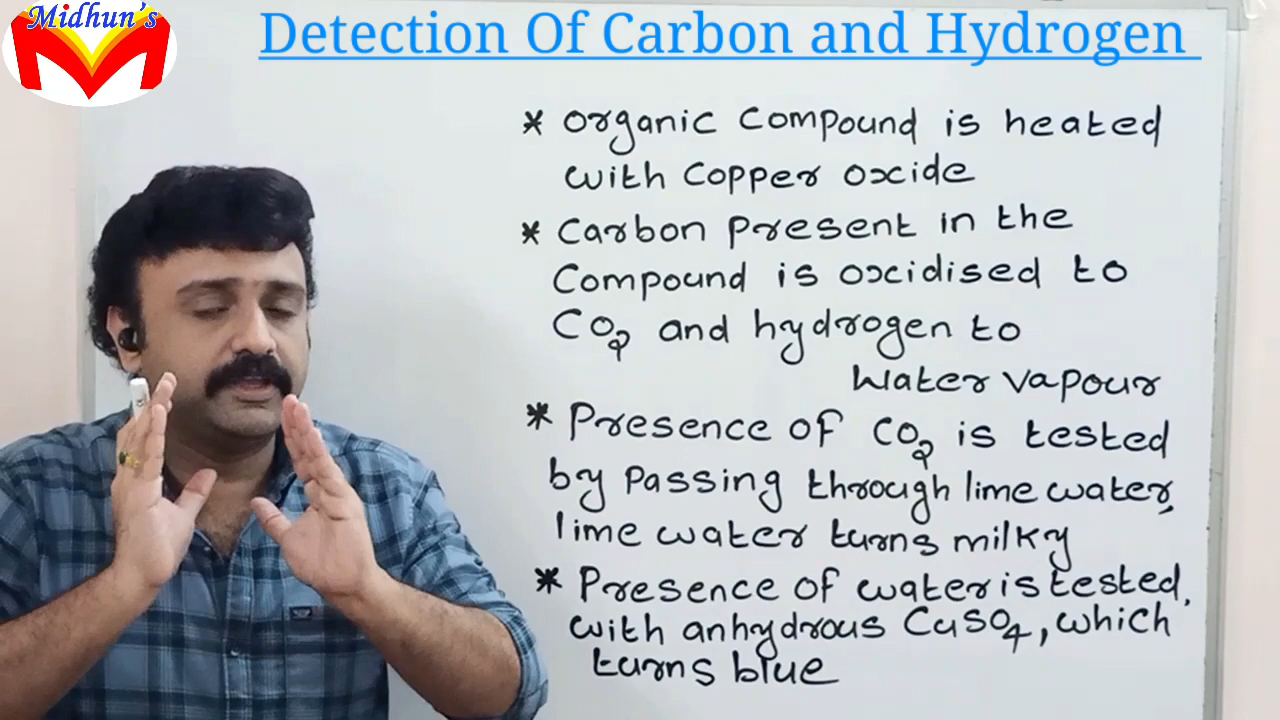 Midhun's
M
Detection Of Carbon and Hydrogen
* Organic Compound is heated
with Copper oxide
* Carbon Present in the
Compound is oxidised to
CO₂ and hydrogen to
Water vapour
* Presence of CO₂ is tested
by Passing through lime water,
lime water turns milky
* Presence of water is tested,
with anhydrous CuSO₄, which
turns blue